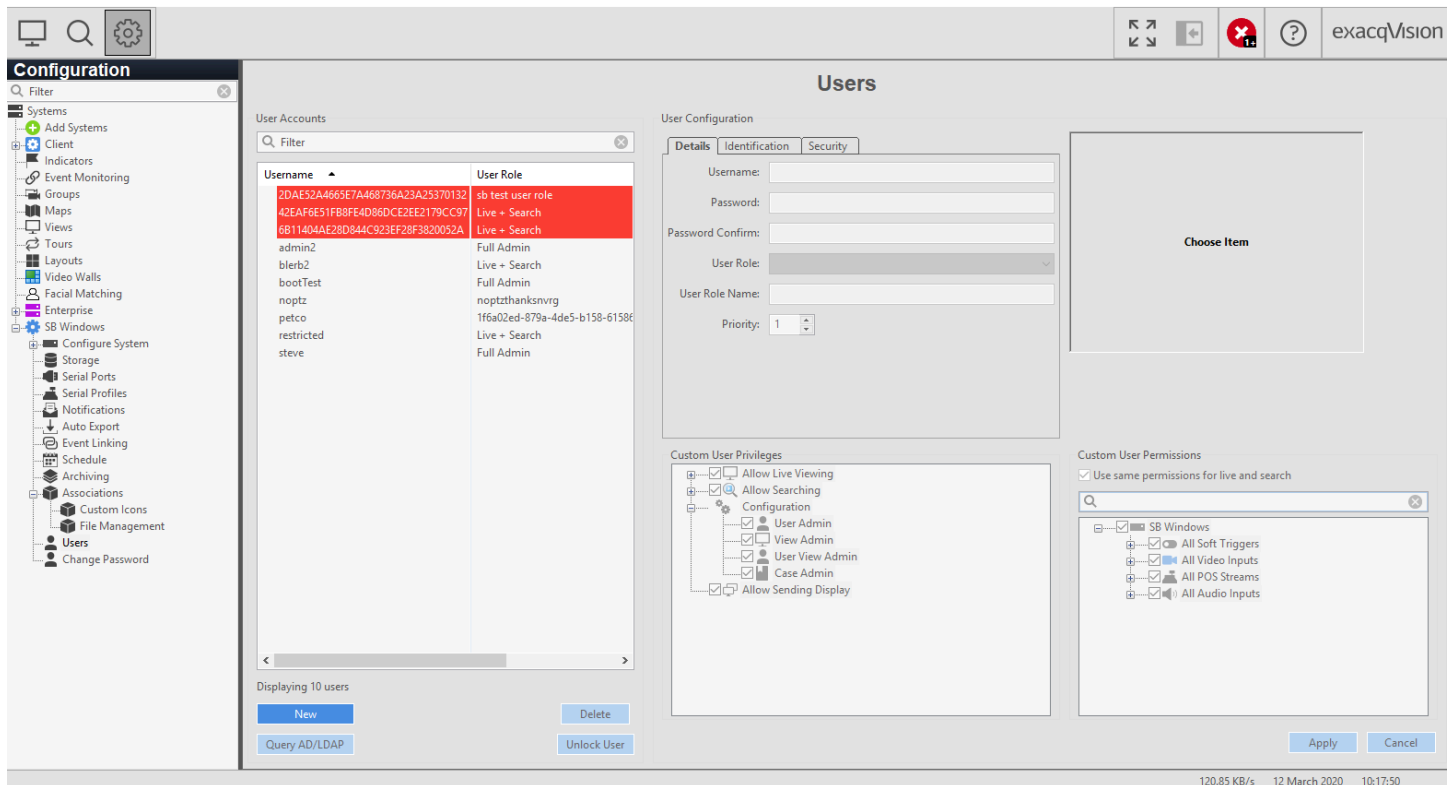 exacqVision
1+
?
Configuration
Filter
Systems
Add Systems
Client
Indicators
Event Monitoring
Groups
Maps
Views
Tours
Layouts
Video Walls
Facial Matching
Enterprise
SB Windows
Configure System
Storage
Serial Ports
Serial Profiles
Notifications
Auto Export
Event Linking
Schedule
Archiving
Associations
Custom Icons
File Management
Users
Change Password
Users
User Accounts
Filter
Username User Role
2DAE52A4665E7A468736A23A25370132 sb test user role
42EAF6E51FB8FE4D86DCE2EE2179CC97 Live + Search
6B11404AE28D844C923EF28F3820052A Live + Search
admin2 Full Admin
blerb2 Live + Search
bootTest Full Admin
noptz noptzthanksnvrg
petco 1f6a02ed-879a-4de5-b158-61586
restricted Live + Search
steve Full Admin
Displaying 10 users
New Delete
Query AD/LDAP Unlock User
User Configuration
Details Identification Security
Username:
Password:
Password Confirm:
User Role:
User Role Name:
Priority: 1
Choose Item
Custom User Privileges
Allow Live Viewing
Allow Searching
Configuration
User Admin
View Admin
User View Admin
Case Admin
Allow Sending Display
Custom User Permissions
Use same permissions for live and search
SB Windows
All Soft Triggers
All Video Inputs
All POS Streams
All Audio Inputs
Apply Cancel
120.85 KB/s 12 March 2020 10:17:50